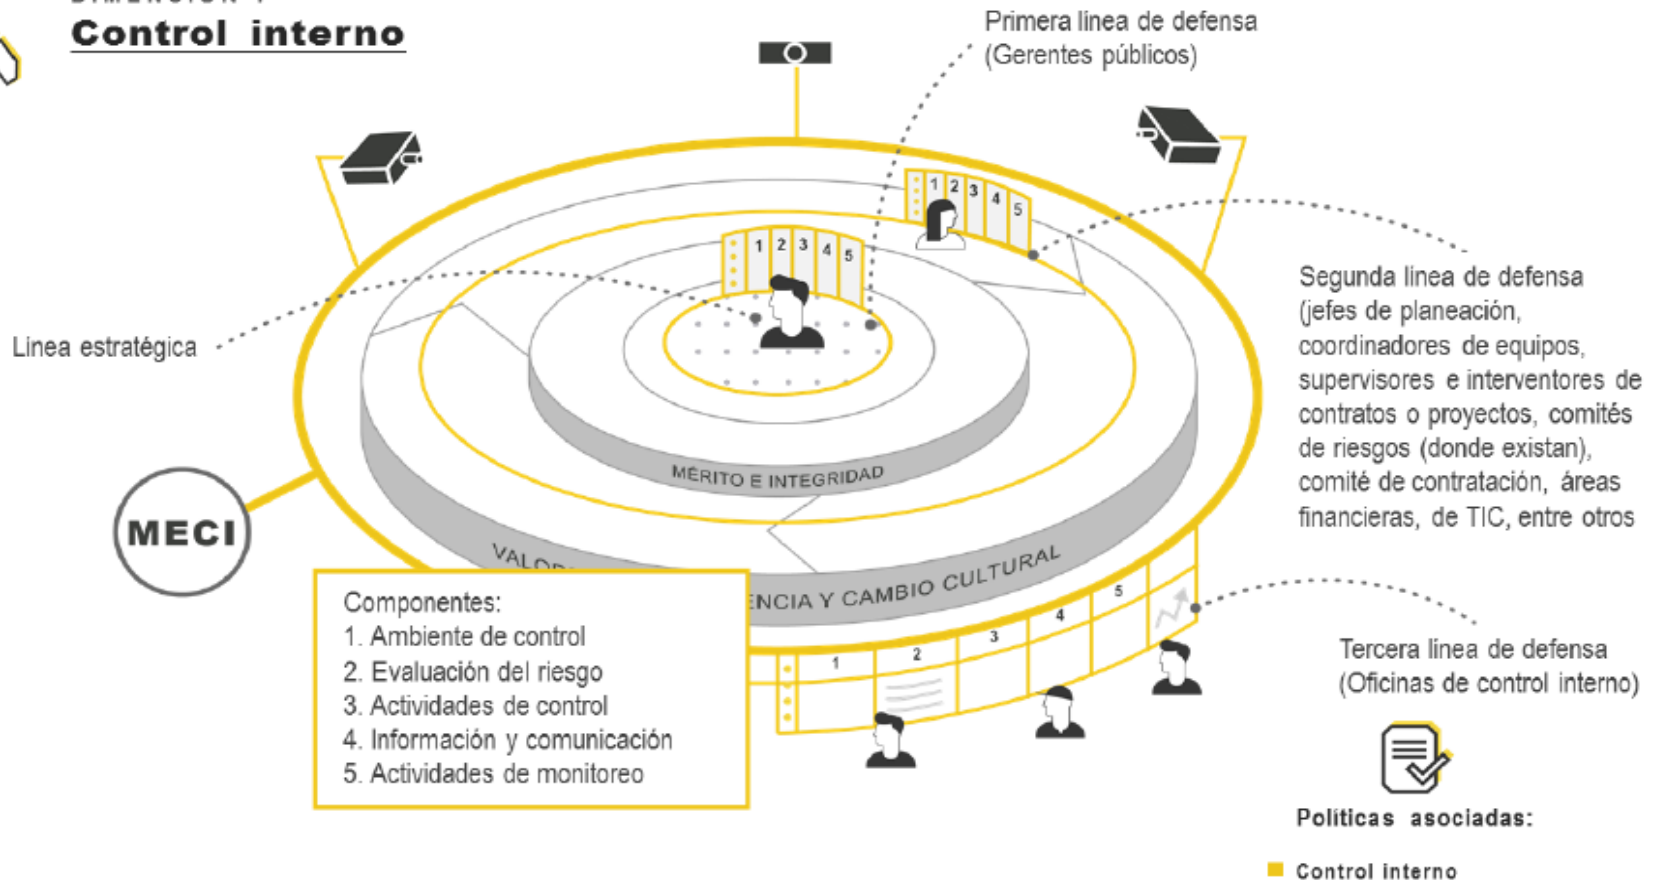 Control interno
Primera línea de defensa
(Gerentes públicos)
Línea estratégica
Segunda línea de defensa
(jefes de planeación,
coordinadores de equipos,
supervisores e interventores de
contratos o proyectos, comités
de riesgos (donde existan),
comité de contratación, áreas
financieras, de TIC, entre otros
1 2 3 4 5
1 2 3 4 5
MÉRITO E INTEGRIDAD
MECI
CAMBIO CULTURAL
Y
Componentes:
1. Ambiente de control
2. Evaluación del riesgo
3. Actividades de control
4. Información y comunicación
5. Actividades de monitoreo
1 2 3 4 5
Tercera línea de defensa
(Oficinas de control interno)
Políticas asociadas:
Control interno